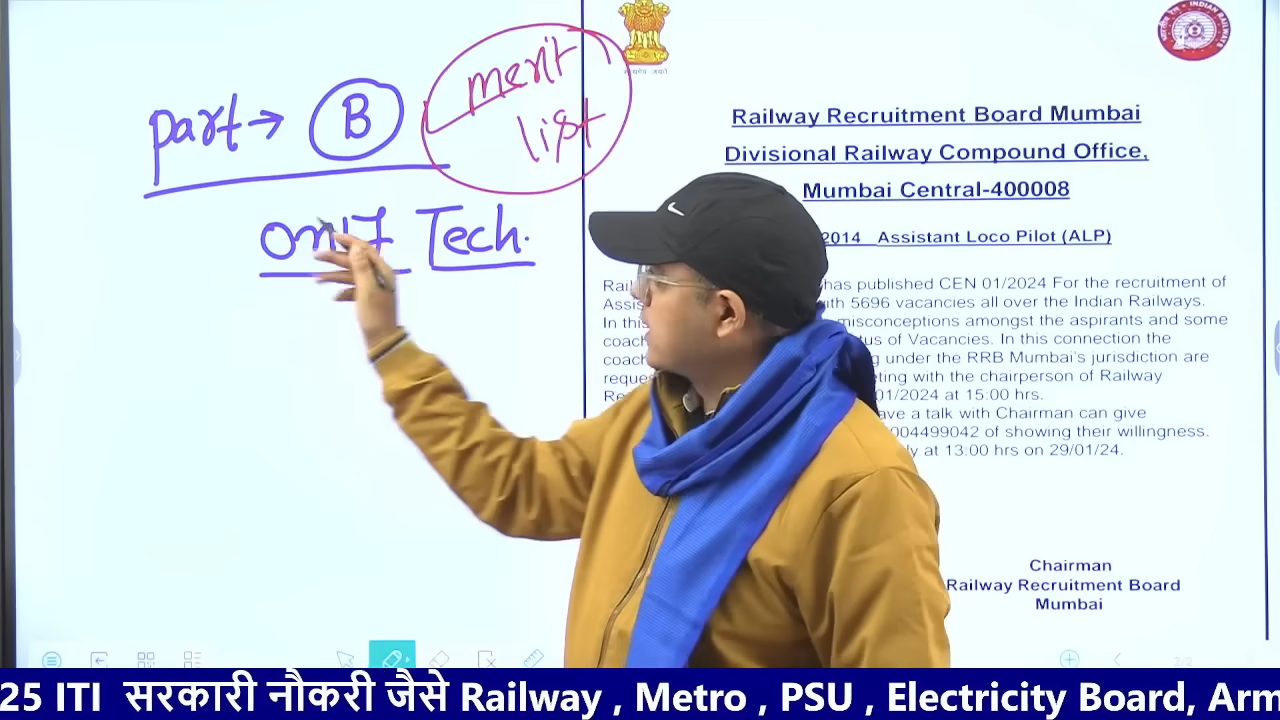 part → B
merit
list
only Tech.
Railway Recruitment Board Mumbai
Divisional Railway Compound Office,
Mumbai Central-400008
2014 Assistant Loco Pilot (ALP)
has published CEN 01/2024 For the recruitment of
5696 vacancies all over the Indian Railways.
In this misconceptions amongst the aspirants and some
of Vacancies. In this connection the
under the RRB Mumbai's jurisdiction are
with the chairperson of Railway
01/2024 at 15:00 hrs.
have a talk with Chairman can give
004499042 of showing their willingness.
at 13:00 hrs on 29/01/24.
Chairman
Railway Recruitment Board
Mumbai
25 ITI सरकारी नौकरी जैसे Railway , Metro , PSU , Electricity Board, Arm